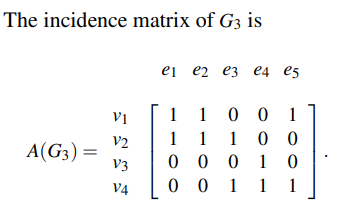 The incidence matrix of G3 is
e1 e2 e3 e4 e5
v1 1 1 0 0 1
v2 1 1 1 0 0
A(G3) =
v3 0 0 0 1 0
v4 0 0 1 1 1
.